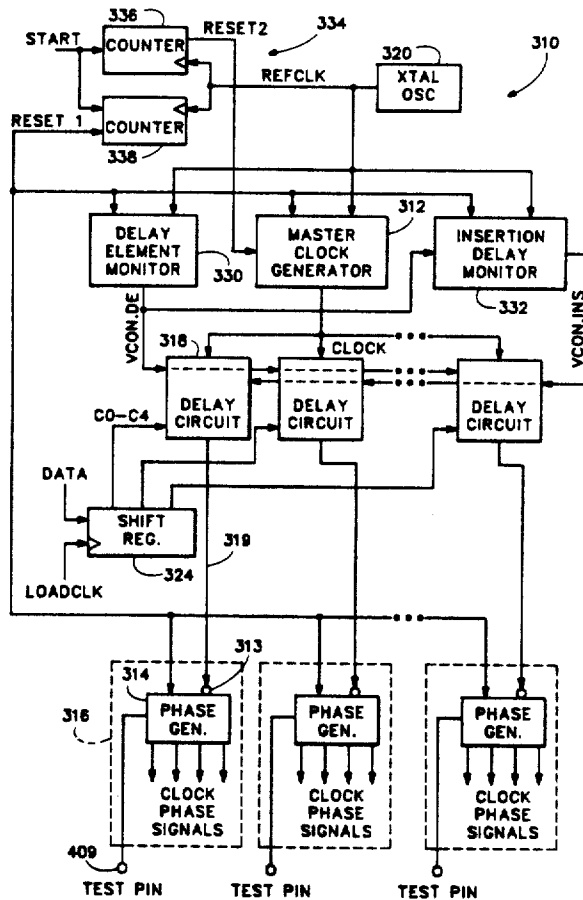 336
START
COUNTER
RESET2
334
320
310
REFCLK
XTAL
OSC
RESET 1
COUNTER
338
312
DELAY
ELEMENT
MONITOR
330
MASTER
CLOCK
GENERATOR
INSERTION
DELAY
MONITOR
332
VCON.DE
318
CLOCK
VCON.INS
DELAY
CIRCUIT
DELAY
CIRCUIT
DELAY
CIRCUIT
C0-C4
DATA
SHIFT
REG.
319
LOADCLK
324
313
314
PHASE
GEN.
PHASE
GEN.
PHASE
GEN.
316
CLOCK
PHASE
SIGNALS
CLOCK
PHASE
SIGNALS
CLOCK
PHASE
SIGNALS
409
TEST PIN
TEST PIN
TEST PIN